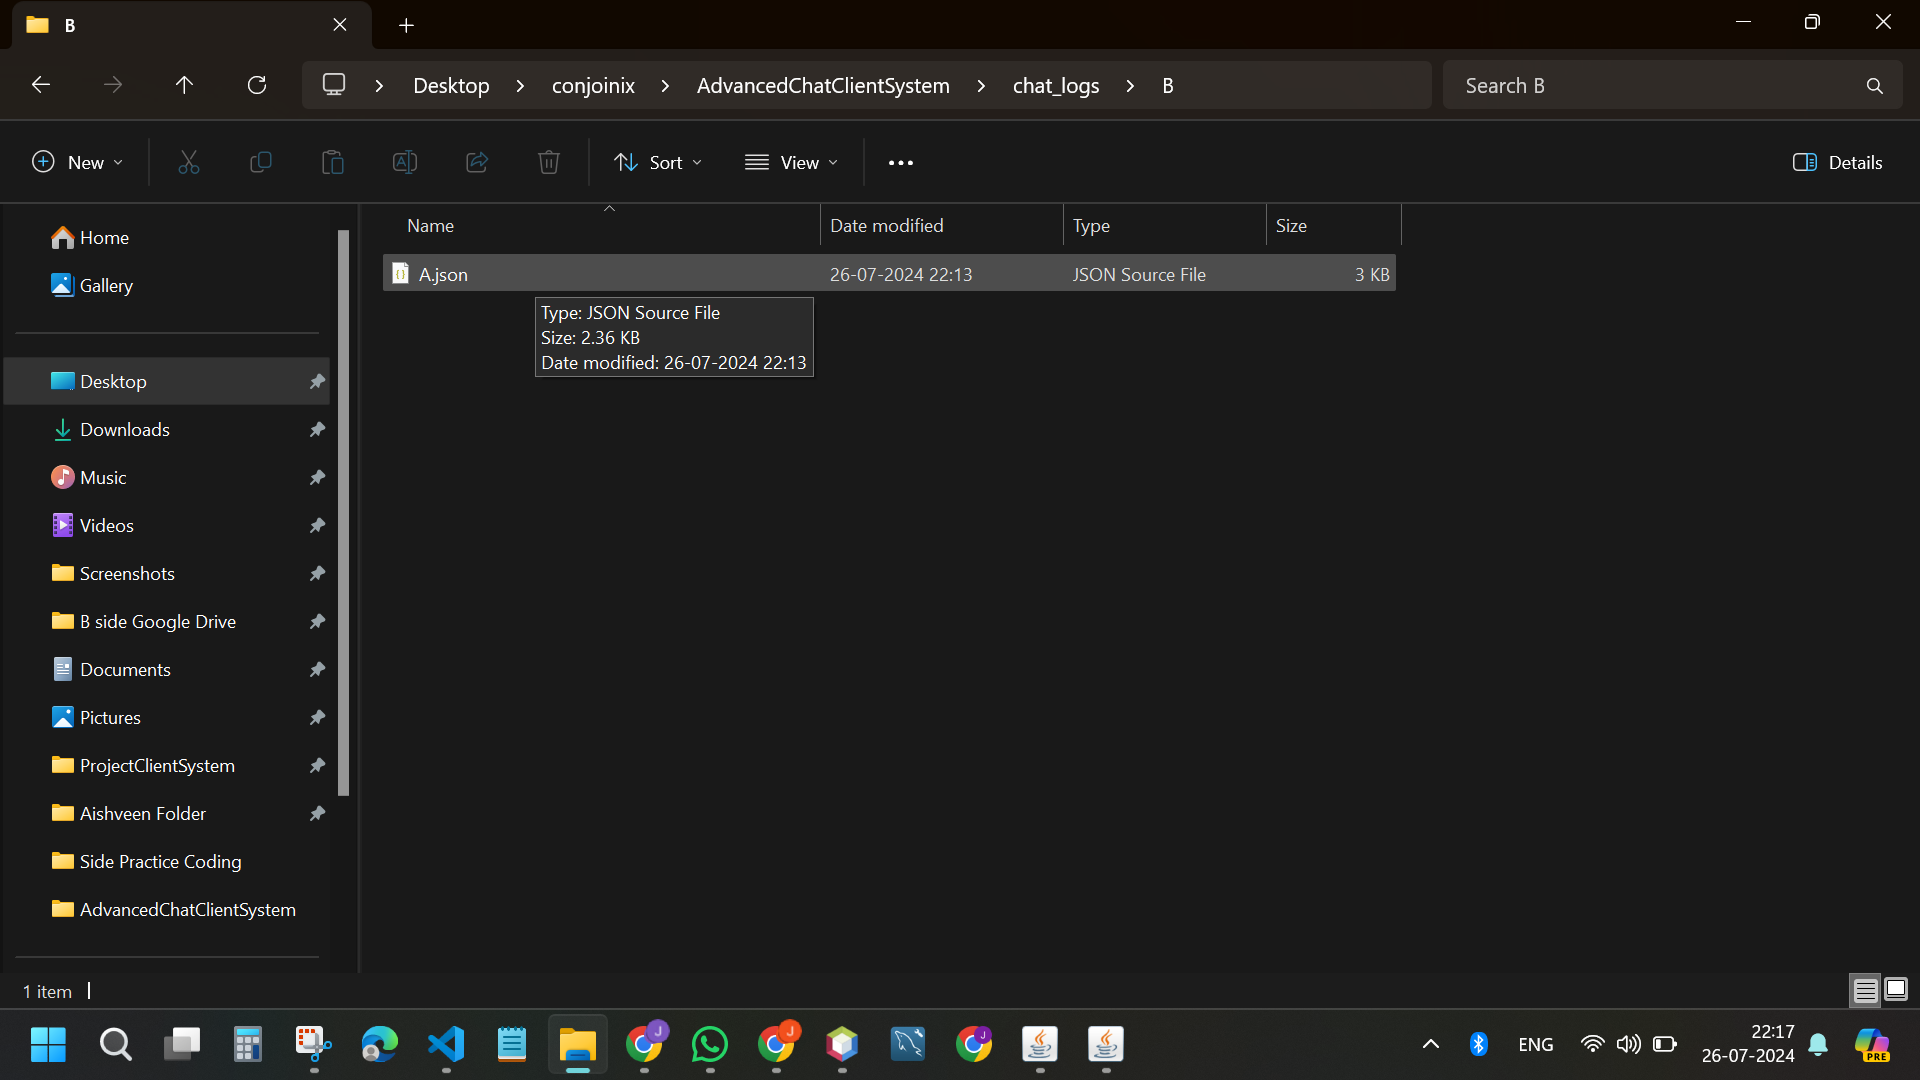 B
Desktop
conjoinix
AdvancedChatClientSystem
chat_logs
B
Search B
New
Sort
View
Details
Name
Date modified
Type
Size
A.json
26-07-2024 22:13
JSON Source File
3 KB
Type: JSON Source File
Size: 2.36 KB
Date modified: 26-07-2024 22:13
Home
Gallery
Desktop
Downloads
Music
Videos
Screenshots
B side Google Drive
Documents
Pictures
ProjectClientSystem
Aishveen Folder
Side Practice Coding
AdvancedChatClientSystem
1 item
J
J
J
ENG
22:17
26-07-2024
PRE